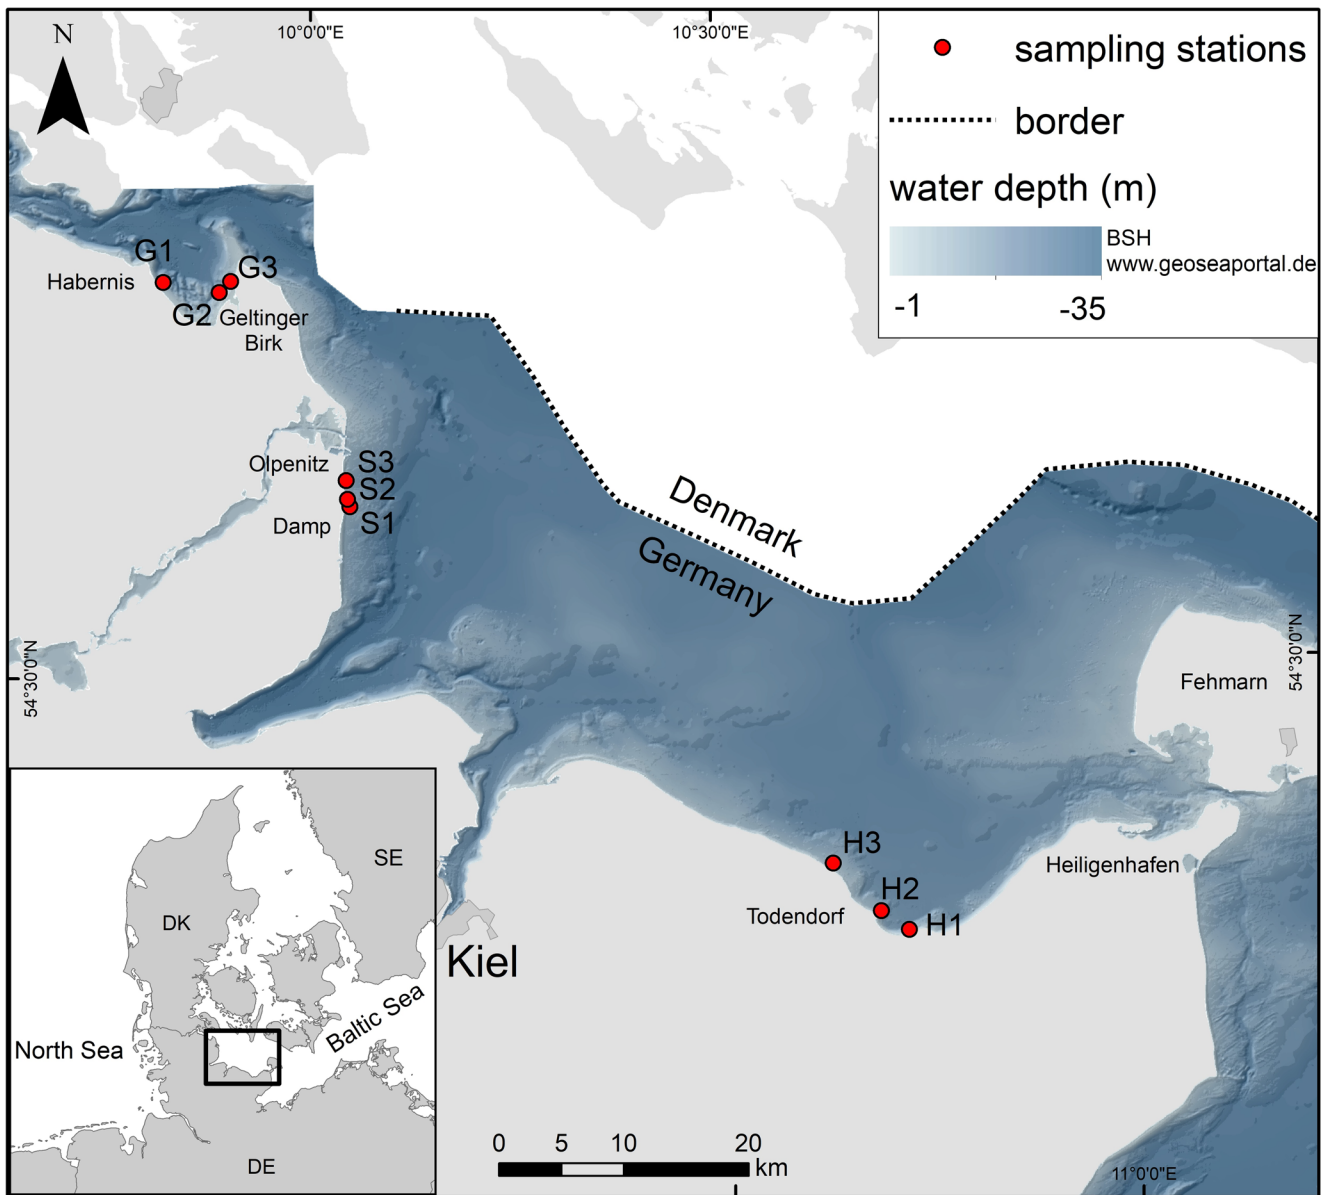 N
10°0'0"E
10°30'0"E
sampling stations
border
water depth (m)
BSH
www.geoseaportal.de
-1
-35
G1
G3
Habernis
G2
Geltinger
Birk
Olpenitz
S3
S2
S1
Damp
Denmark
Germany
54°30'0"N
54°30'0"N
Fehmarn
H3
H2
H1
Todendorf
Heiligenhafen
Kiel
SE
DK
North Sea
Baltic Sea
DE
0
5
10
20
km
11°0'0"E